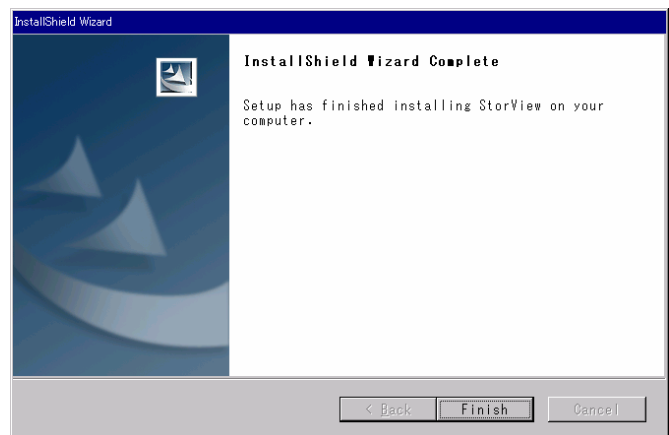 InstallShield Wizard
InstallShield Wizard Complete
Setup has finished installing StorView on your
computer.
< Back
Finish
Cancel